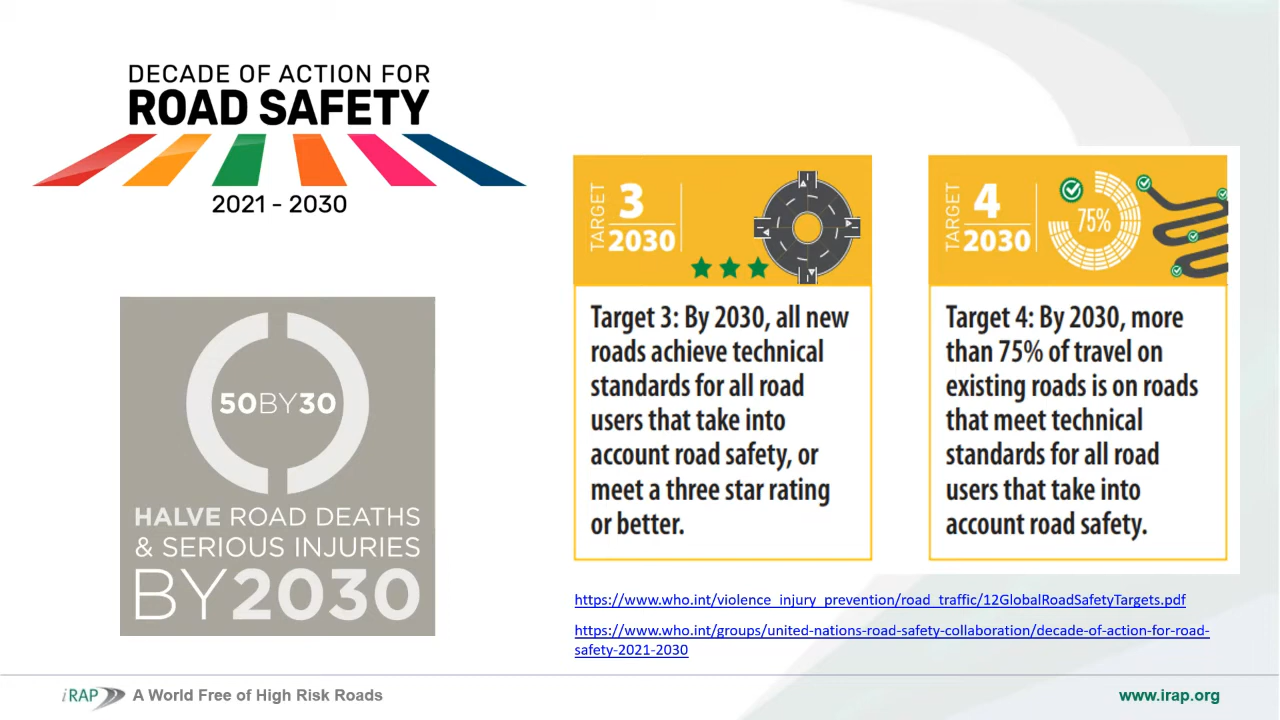 DECADE OF ACTION FOR
ROAD SAFETY
2021 - 2030
50BY30
HALVE ROAD DEATHS
& SERIOUS INJURIES
BY2030
TARGET 3
2030
Target 3: By 2030, all new
roads achieve technical
standards for all road
users that take into
account road safety, or
meet a three star rating
or better.
TARGET 4
2030
75%
Target 4: By 2030, more
than 75% of travel on
existing roads is on roads
that meet technical
standards for all road
users that take into
account road safety.
https://www.who.int/violence_injury_prevention/road_traffic/12GlobalRoadSafetyTargets.pdf
https://www.who.int/groups/united-nations-road-safety-collaboration/decade-of-action-for-road-
safety-2021-2030
iRAP A World Free of High Risk Roads
www.irap.org